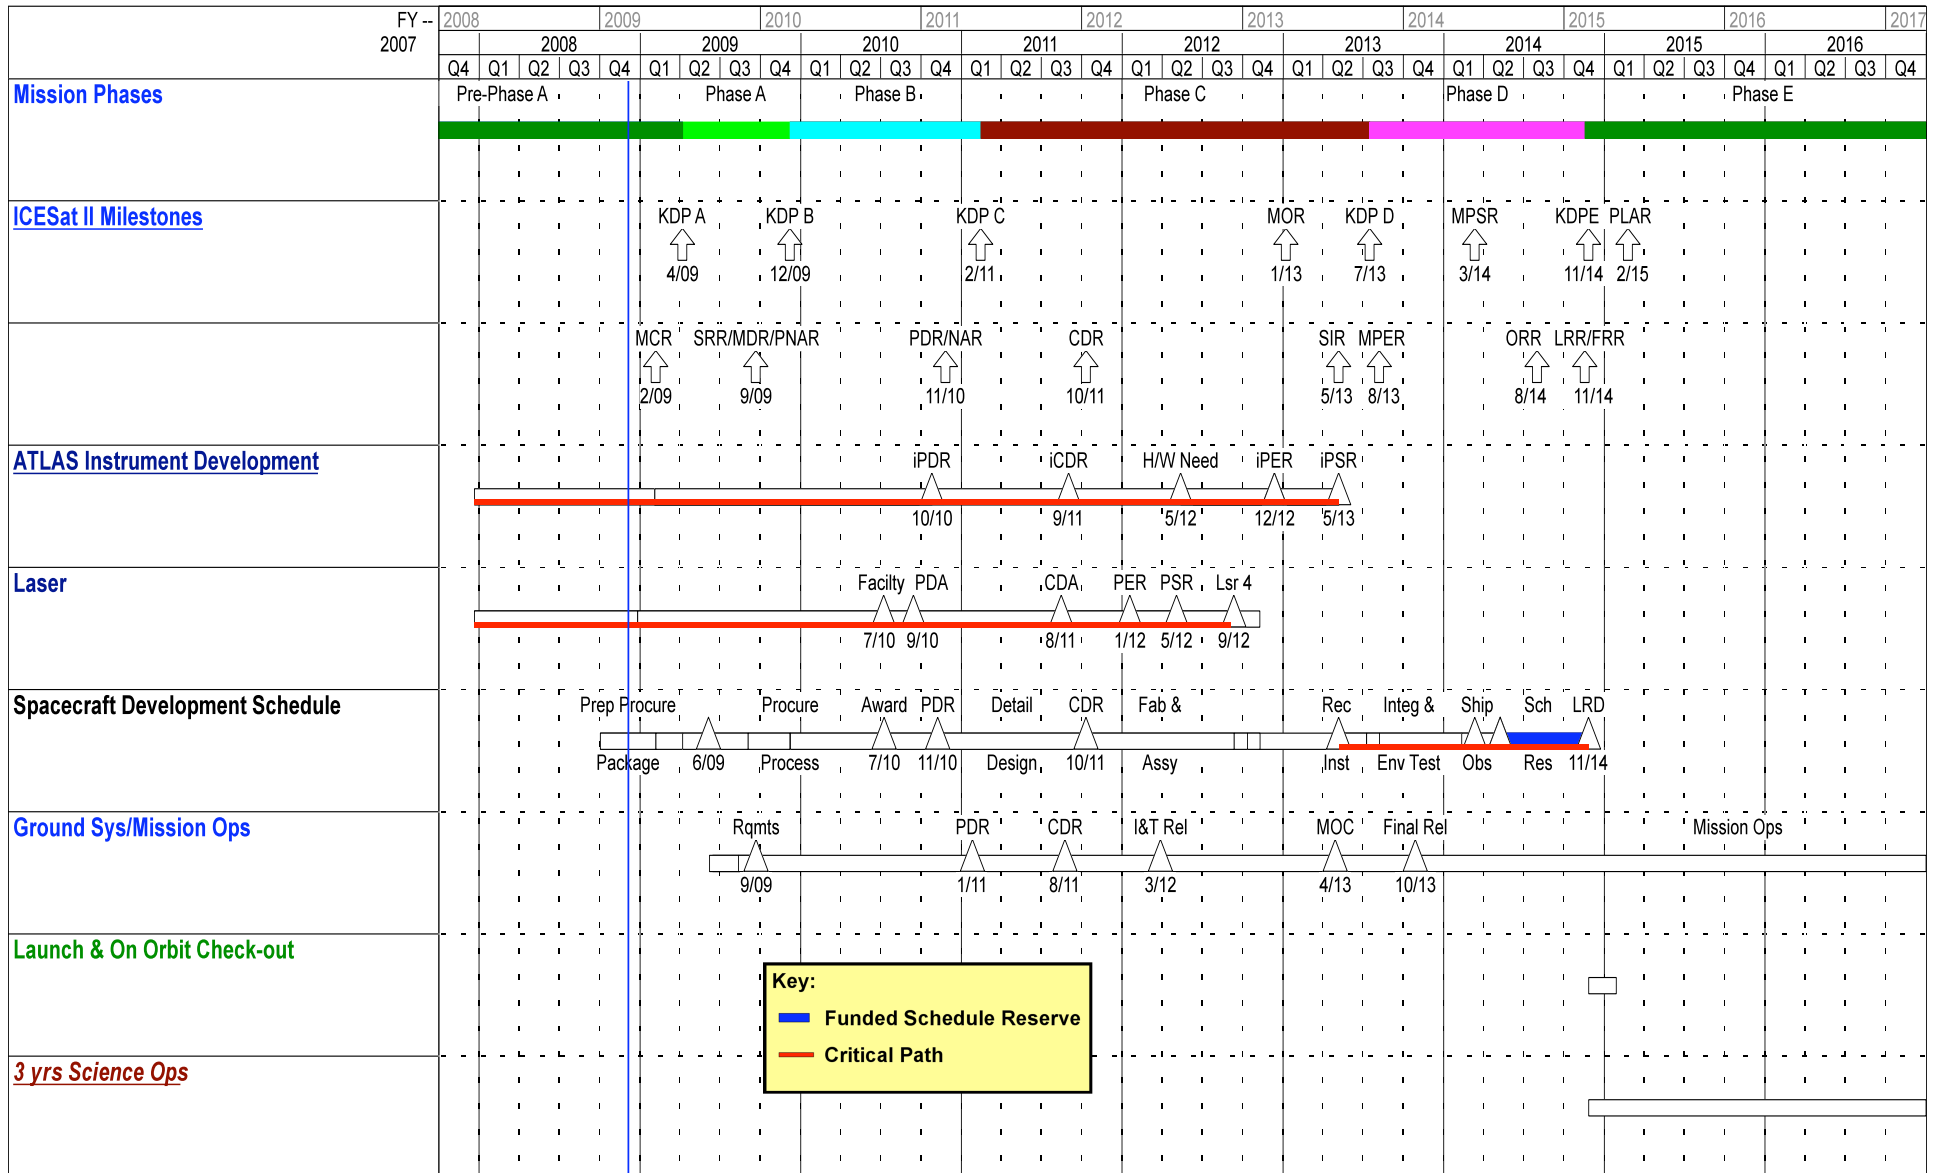 FY -- 2008 2009 2010 2011 2012 2013 2014 2015 2016 2017
2007 2008 2009 2010 2011 2012 2013 2014 2015 2016
Q4 Q1 Q2 Q3 Q4 Q1 Q2 Q3 Q4 Q1 Q2 Q3 Q4 Q1 Q2 Q3 Q4 Q1 Q2 Q3 Q4 Q1 Q2 Q3 Q4 Q1 Q2 Q3 Q4 Q1 Q2 Q3 Q4 Q1 Q2 Q3 Q4
Mission Phases Pre-Phase A Phase A Phase B Phase C Phase D Phase E
ICESat II Milestones KDP A KDP B KDP C MOR KDP D MPSR KDPE PLAR
4/09 12/09 2/11 1/13 7/13 3/14 11/14 2/15
MCR SRR/MDR/PNAR PDR/NAR CDR SIR MPER ORR LRR/FRR
2/09 9/09 11/10 10/11 5/13 8/13 8/14 11/14
ATLAS Instrument Development iPDR iCDR H/W Need iPER iPSR
10/10 9/11 5/12 12/12 5/13
Laser Facilty PDA CDA PER PSR Lsr 4
7/10 9/10 8/11 1/12 5/12 9/12
Spacecraft Development Schedule Prep Procure Procure Award PDR Detail CDR Fab & Rec Integ & Ship Sch LRD
Package 6/09 Process 7/10 11/10 Design 10/11 Assy Inst Env Test Obs Res 11/14
Ground Sys/Mission Ops Rqmts PDR CDR I&T Rel MOC Final Rel Mission Ops
9/09 1/11 8/11 3/12 4/13 10/13
Launch & On Orbit Check-out
Key:
Funded Schedule Reserve
Critical Path
3 yrs Science Ops